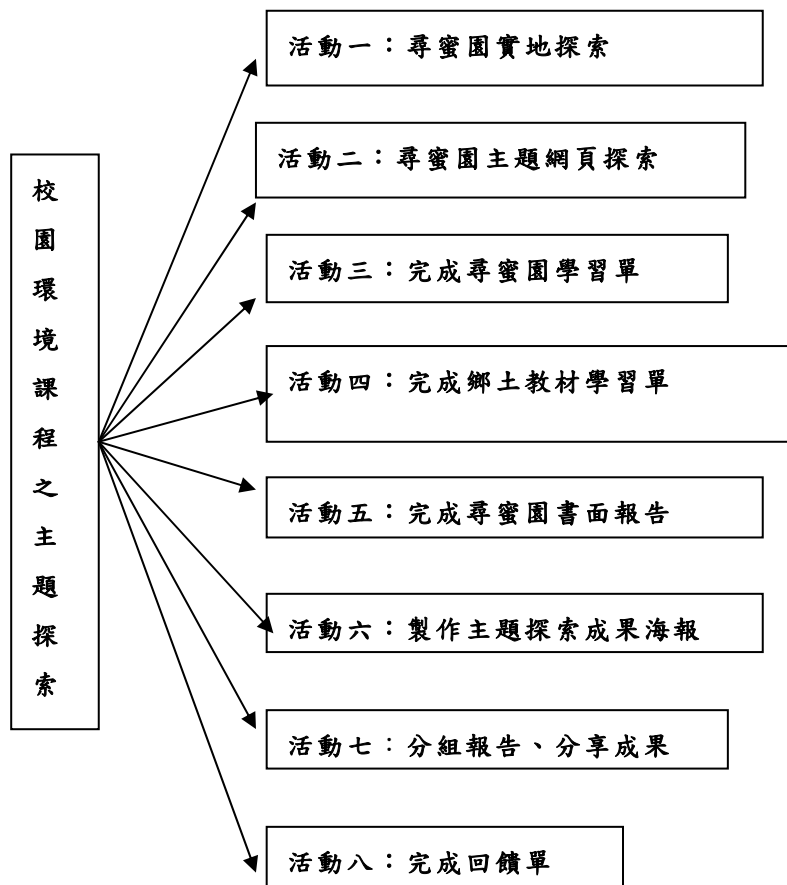 校園環境課程之主題探索
活動一：尋蜜園實地探索
活動二：尋蜜園主題網頁探索
活動三：完成尋蜜園學習單
活動四：完成鄉土教材學習單
活動五：完成尋蜜園書面報告
活動六：製作主題探索成果海報
活動七：分組報告、分享成果
活動八：完成回饋單